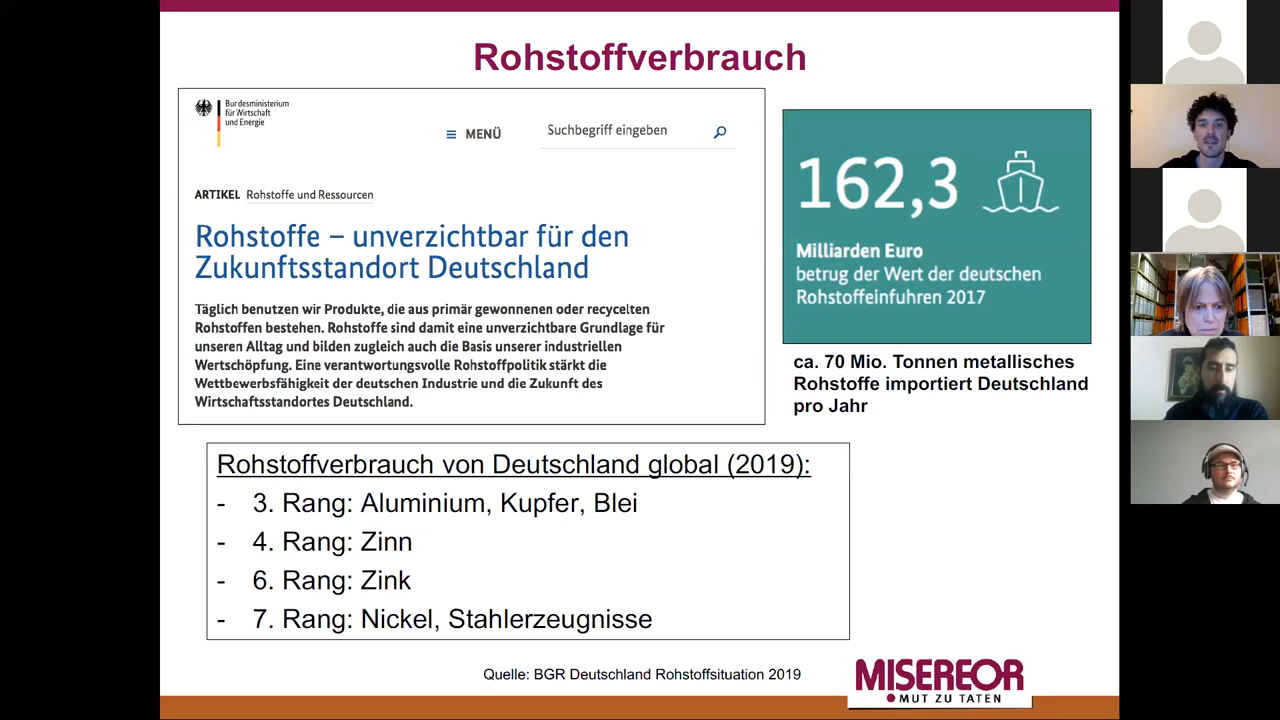 Rohstoffverbrauch
Bundesministerium
für Wirtschaft
und Energie
≡ MENÜ
Suchbegriff eingeben
ARTIKEL Rohstoffe und Ressourcen
Rohstoffe – unverzichtbar für den
Zukunftsstandort Deutschland
Täglich benutzen wir Produkte, die aus primär gewonnenen oder recycelten
Rohstoffen bestehen. Rohstoffe sind damit eine unverzichtbare Grundlage für
unseren Alltag und bilden zugleich auch die Basis unserer industriellen
Wertschöpfung. Eine verantwortungsvolle Rohstoffpolitik stärkt die
Wettbewerbsfähigkeit der deutschen Industrie und die Zukunft des
Wirtschaftsstandortes Deutschland.
162,3
Milliarden Euro
betrug der Wert der deutschen
Rohstoffeinfuhren 2017
ca. 70 Mio. Tonnen metallisches
Rohstoffe importiert Deutschland
pro Jahr
Rohstoffverbrauch von Deutschland global (2019):
- 3. Rang: Aluminium, Kupfer, Blei
- 4. Rang: Zinn
- 6. Rang: Zink
- 7. Rang: Nickel, Stahlerzeugnisse
Quelle: BGR Deutschland Rohstoffsituation 2019
MISEREOR
MUT ZU TATEN